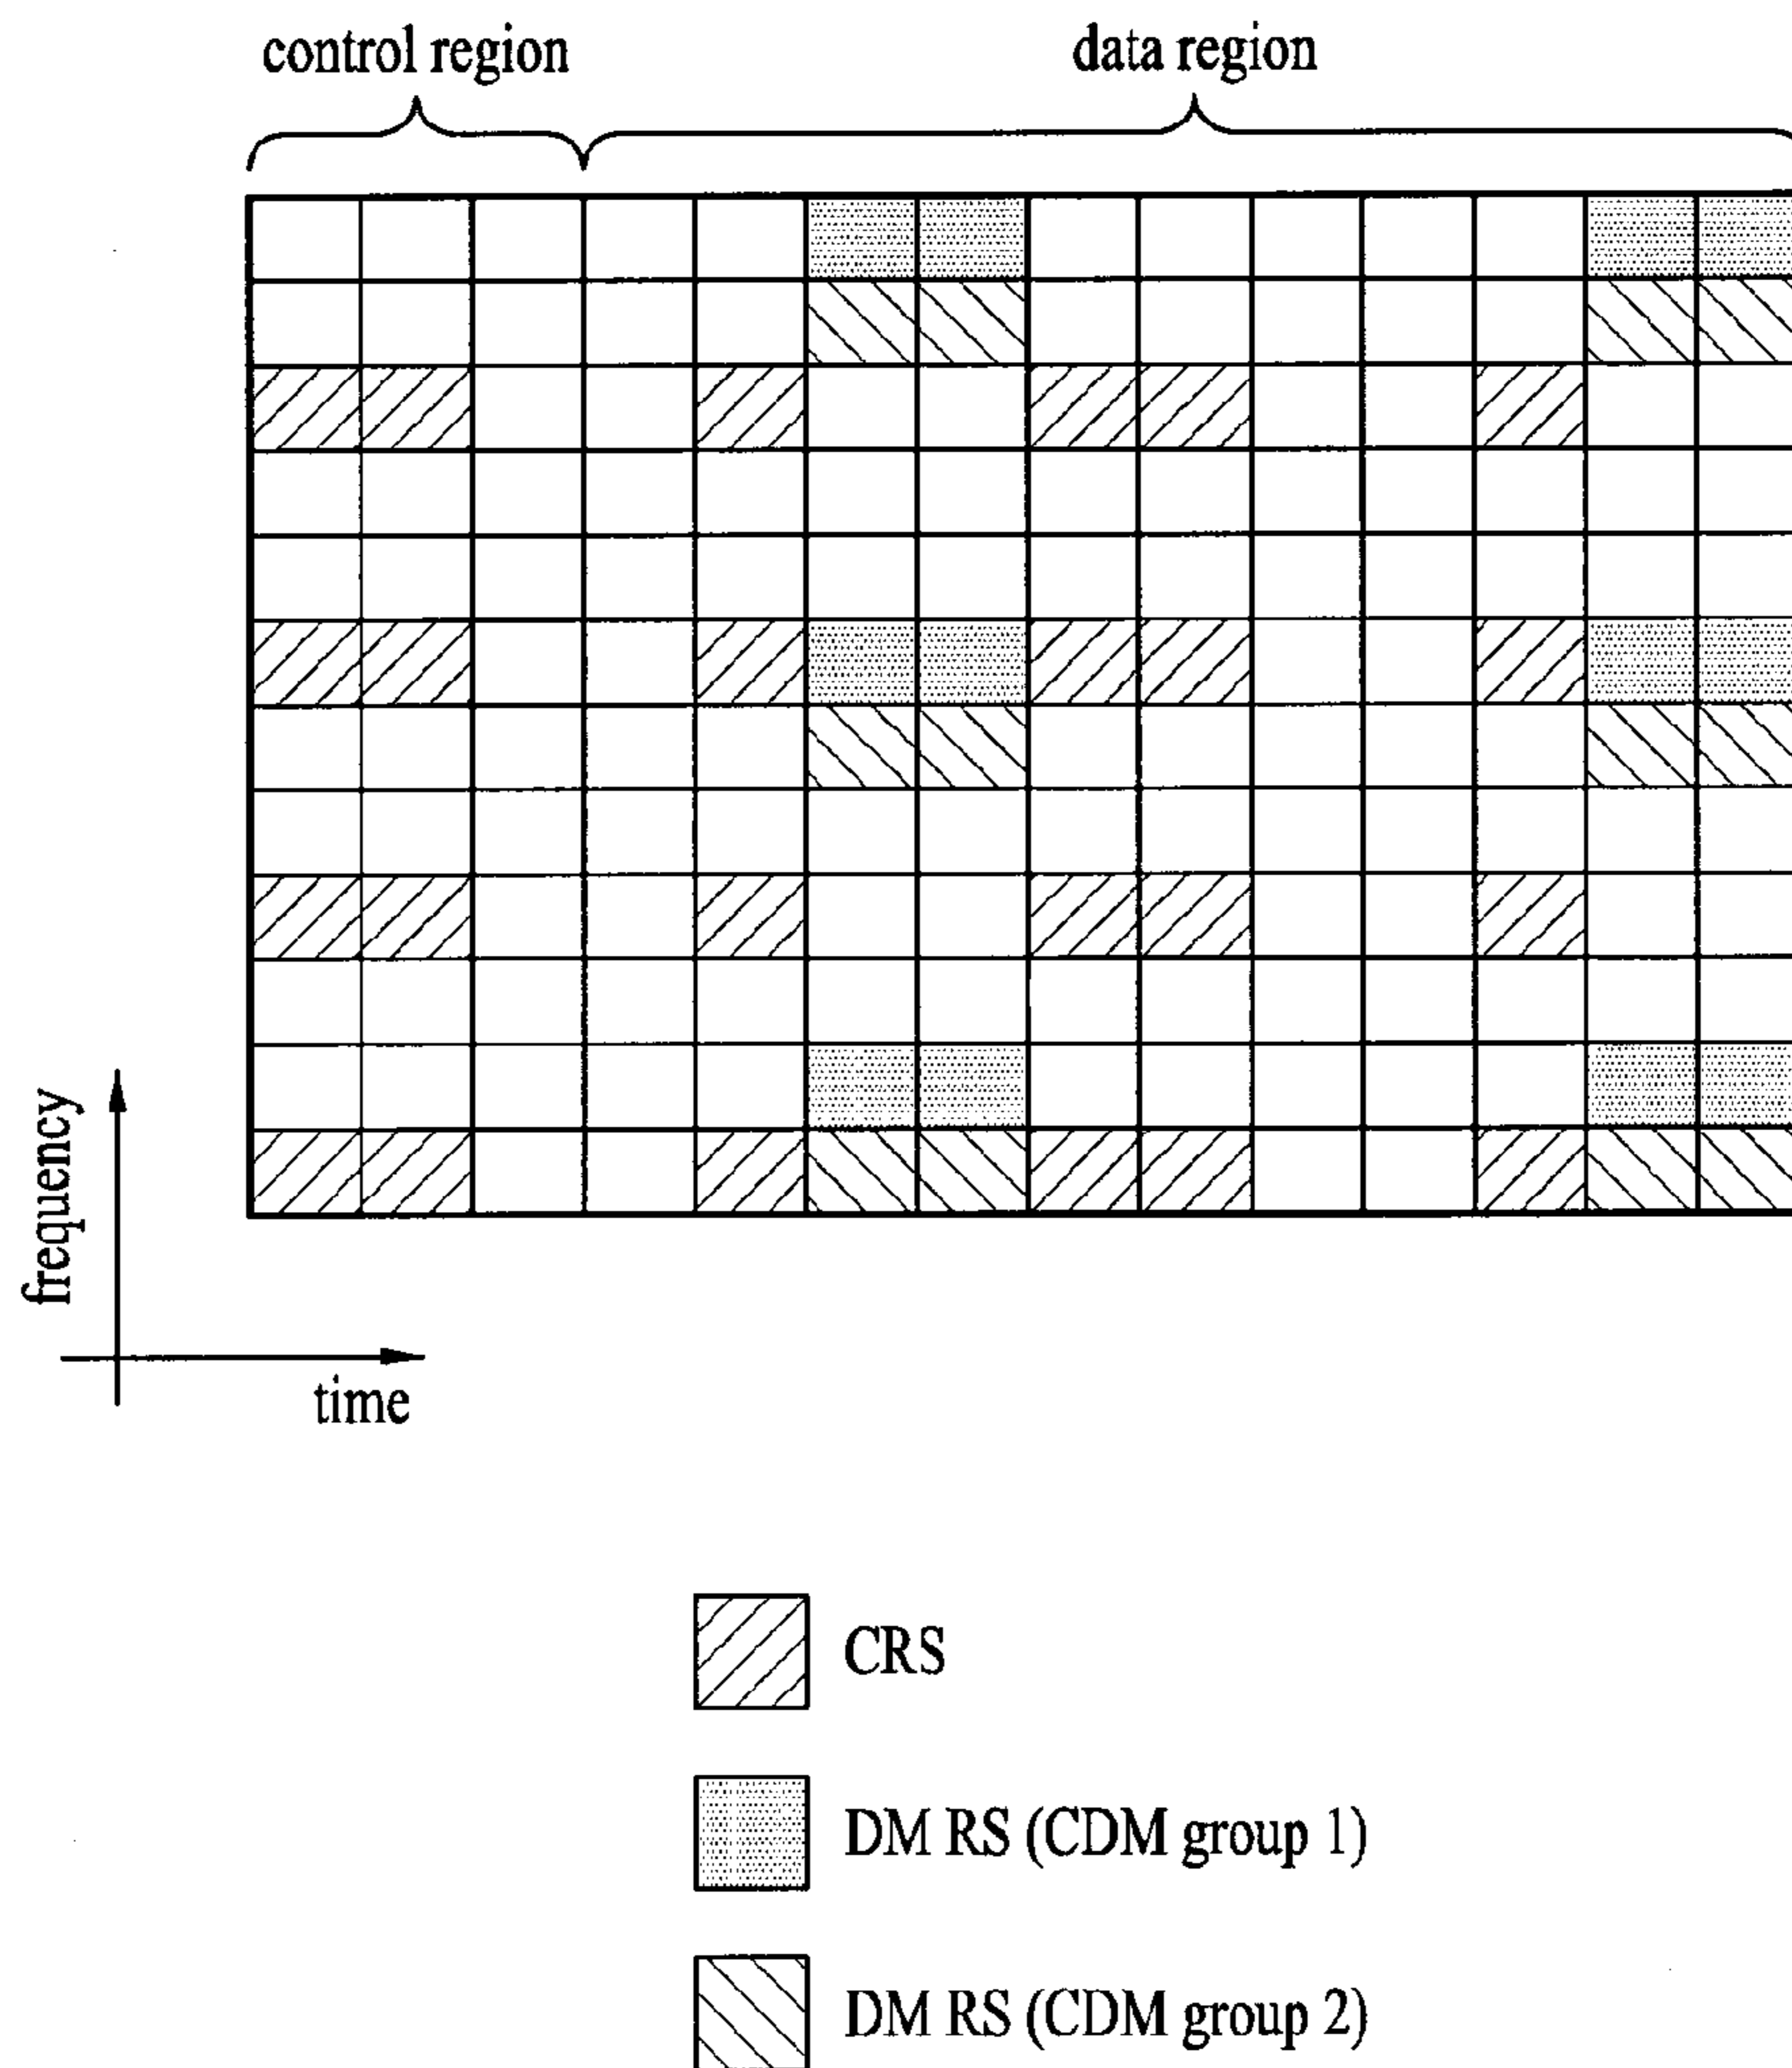 control region
data region
frequency
time
CRS
DM RS (CDM group 1)
DM RS (CDM group 2)